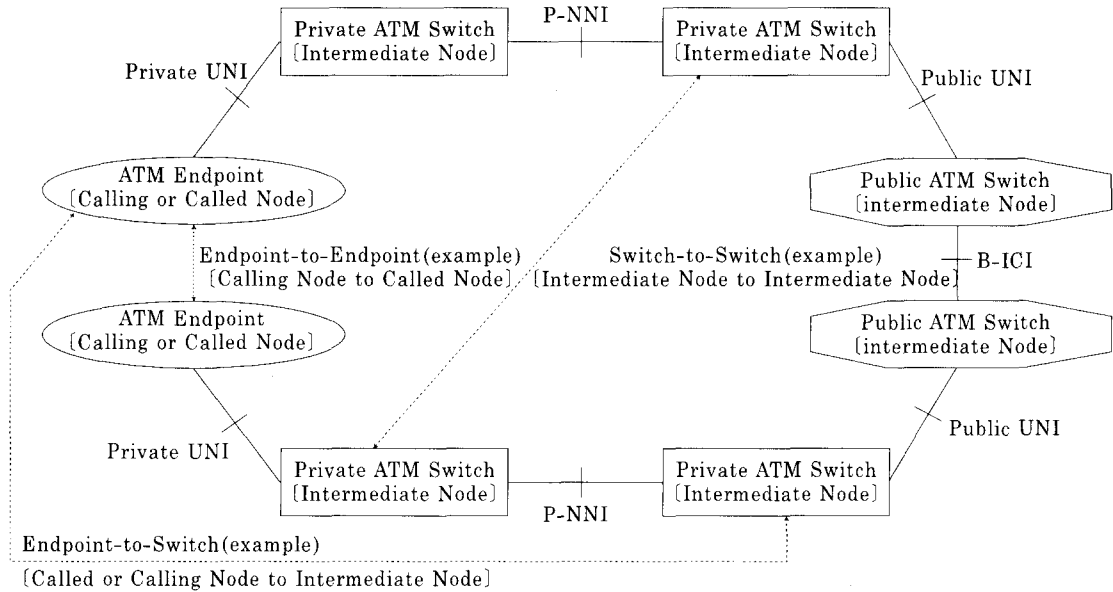 P-NNI
Private ATM Switch
[Intermediate Node]
Private ATM Switch
[Intermediate Node]
Private UNI
Public UNI
ATM Endpoint
[Calling or Called Node]
Public ATM Switch
[intermediate Node]
Endpoint-to-Endpoint(example)
[Calling Node to Called Node]
Switch-to-Switch(example)
[Intermediate Node to Intermediate Node]
B-ICI
ATM Endpoint
[Calling or Called Node]
Public ATM Switch
[intermediate Node]
Private UNI
Public UNI
Private ATM Switch
[Intermediate Node]
Private ATM Switch
[Intermediate Node]
P-NNI
Endpoint-to-Switch(example)
[Called or Calling Node to Intermediate Node]